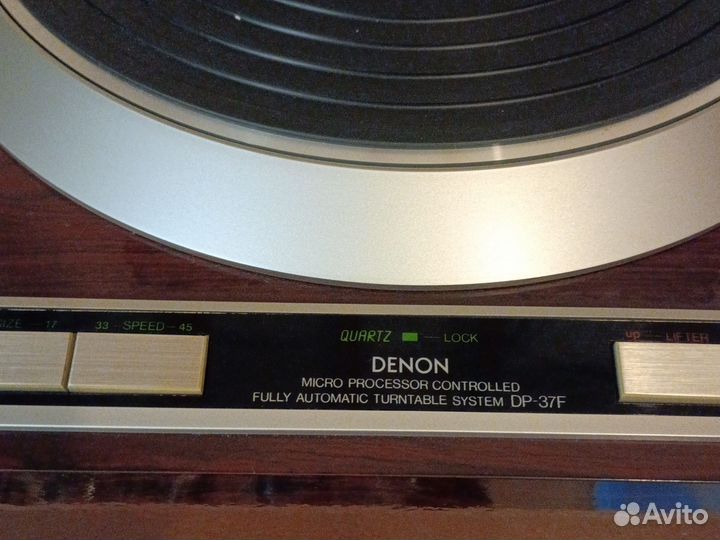 SIZE 17 33 SPEED 45 QUARTZ LOCK up LIFTER
DENON
MICRO PROCESSOR CONTROLLED
FULLY AUTOMATIC TURNTABLE SYSTEM DP-37F
Avito